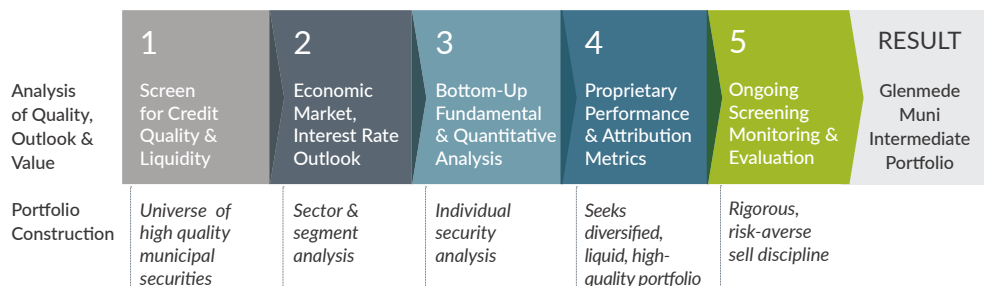 1
2
3
4
5
RESULT
Analysis
of Quality,
Outlook &
Value
Screen
for Credit
Quality &
Liquidity
Economic
Market,
Interest Rate
Outlook
Bottom-Up
Fundamental
& Quantitative
Analysis
Proprietary
Performance
& Attribution
Metrics
Ongoing
Screening
Monitoring &
Evaluation
Glenmede
Muni
Intermediate
Portfolio
Portfolio
Construction
Universe of
high quality
municipal
securities
Sector &
segment
analysis
Individual
security
analysis
Seeks
diversified,
liquid, high-
quality portfolio
Rigorous,
risk-averse
sell discipline